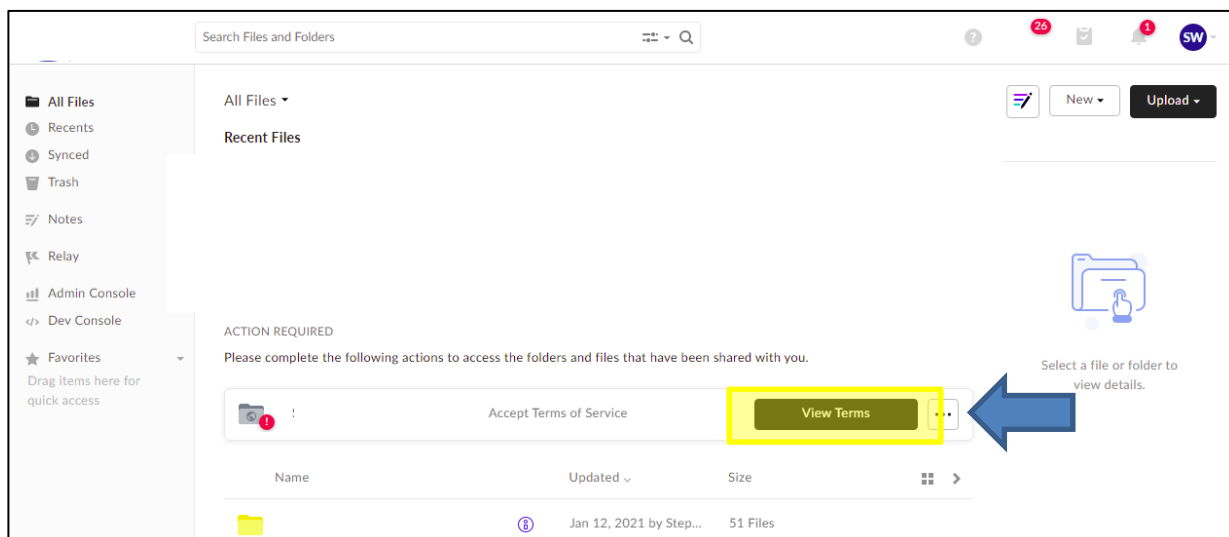 Search Files and Folders
26
1
SW
All Files
Recents
Synced
Trash
Notes
Relay
Admin Console
Dev Console
Favorites
Drag items here for
quick access
All Files
New
Upload
Recent Files
ACTION REQUIRED
Please complete the following actions to access the folders and files that have been shared with you.
Accept Terms of Service
View Terms
Name
Updated
Size
Jan 12, 2021 by Step...
51 Files
Select a file or folder to
view details.